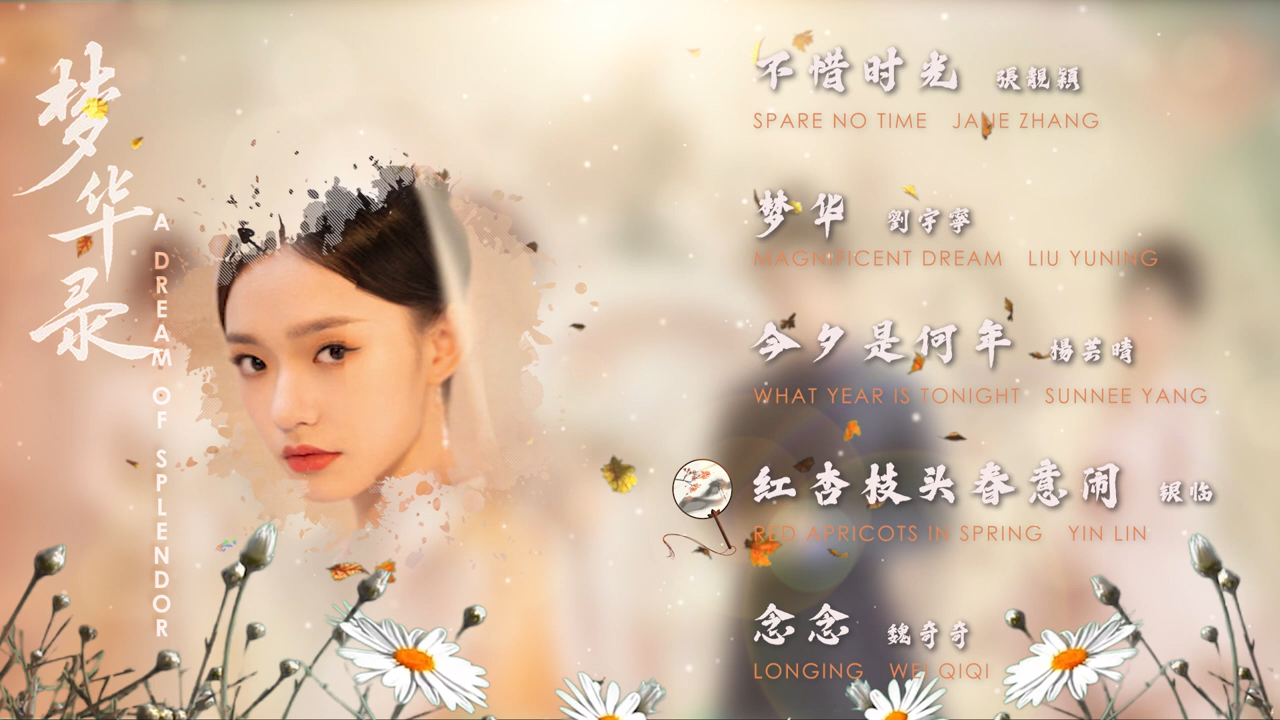 梦华录
A DREAM OF SPLENDOR
不惜时光 張靚穎
SPARE NO TIME JANE ZHANG
梦华 劉宇寧
MAGNIFICENT DREAM LIU YUNING
今夕是何年 楊芸晴
WHAT YEAR IS TONIGHT SUNNEE YANG
红杏枝头春意闹 银临
RED APRICOTS IN SPRING YIN LIN
念念 魏奇奇
LONGING WEI QIQI